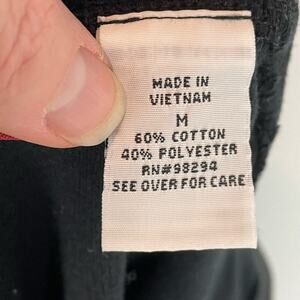 MADE IN
VIETNAM
M
60% COTTON
40% POLYESTER
RN#98294
SEE OVER FOR CARE